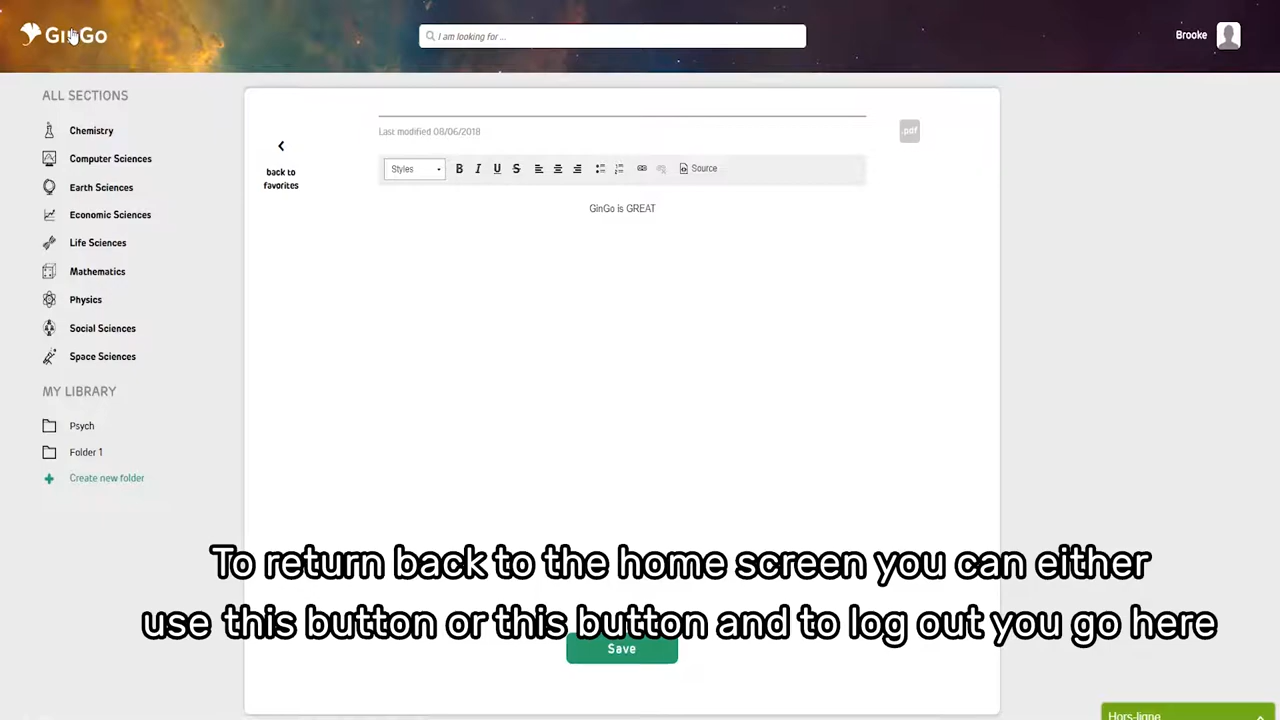 GinGo
I am looking for ...
Brooke
ALL SECTIONS
Chemistry
Computer Sciences
Earth Sciences
Economic Sciences
Life Sciences
Mathematics
Physics
Social Sciences
Space Sciences
MY LIBRARY
Psych
Folder 1
Create new folder
back to
favorites
Last modified 08/06/2018
.pdf
Styles B I U S Source
GinGo is GREAT
To return back to the home screen you can either
use this button or this button and to log out you go here
Save
Hors-ligne